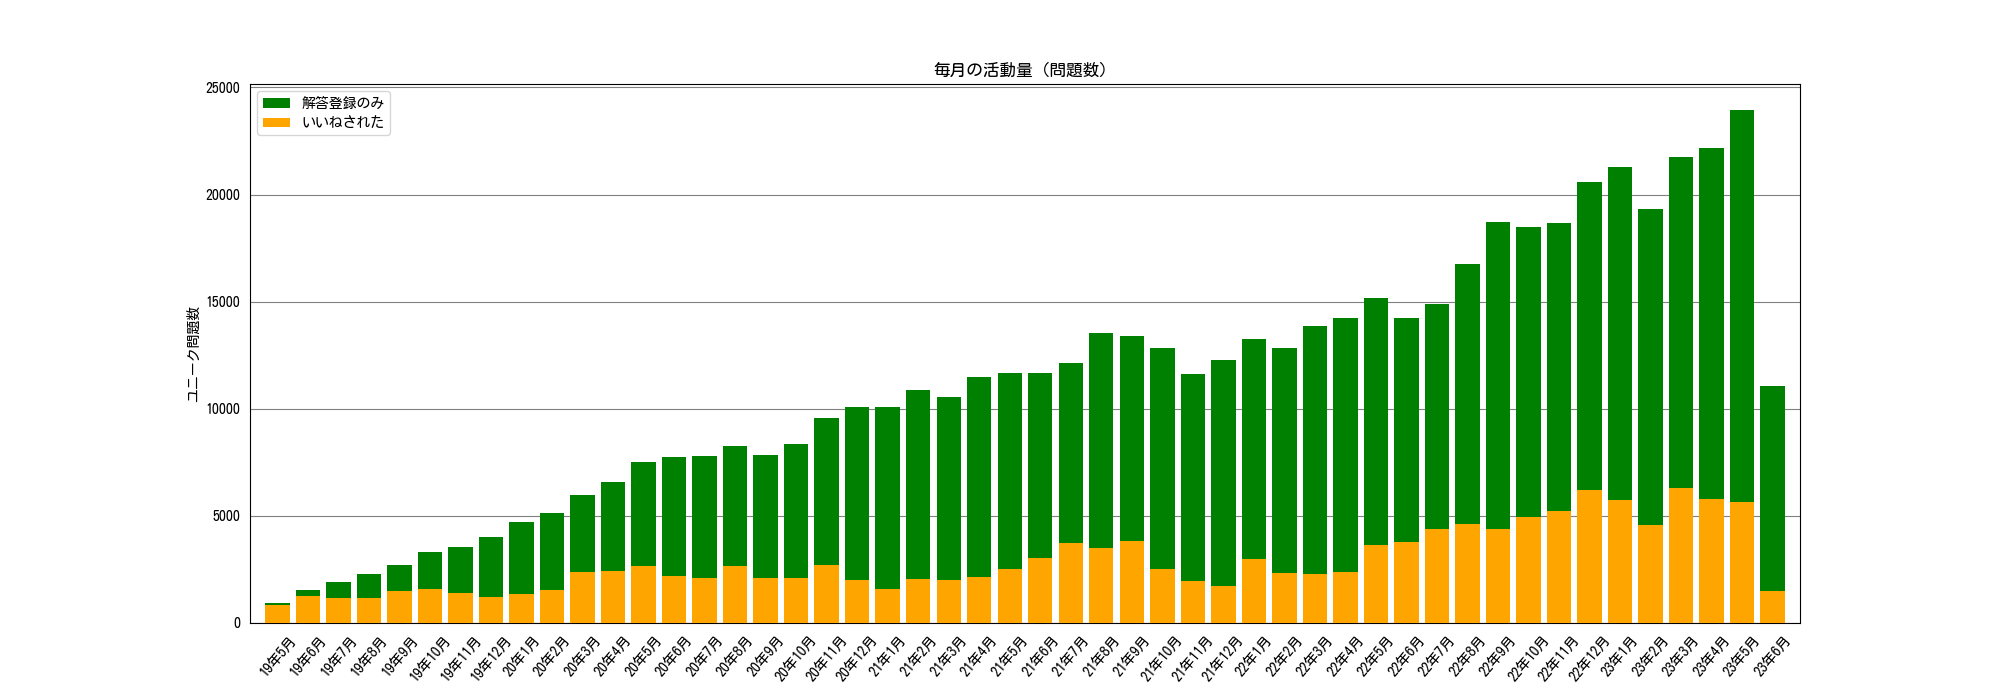 毎月の活動量（問題数）
解答登録のみ
いいねされた
ユニーク問題数
25000
20000
15000
10000
5000
0
19年5月
19年6月
19年7月
19年8月
19年9月
19年10月
19年11月
19年12月
20年1月
20年2月
20年3月
20年4月
20年5月
20年6月
20年7月
20年8月
20年9月
20年10月
20年11月
20年12月
21年1月
21年2月
21年3月
21年4月
21年5月
21年6月
21年7月
21年8月
21年9月
21年10月
21年11月
21年12月
22年1月
22年2月
22年3月
22年4月
22年5月
22年6月
22年7月
22年8月
22年9月
22年10月
22年11月
22年12月
23年1月
23年2月
23年3月
23年4月
23年5月
23年6月